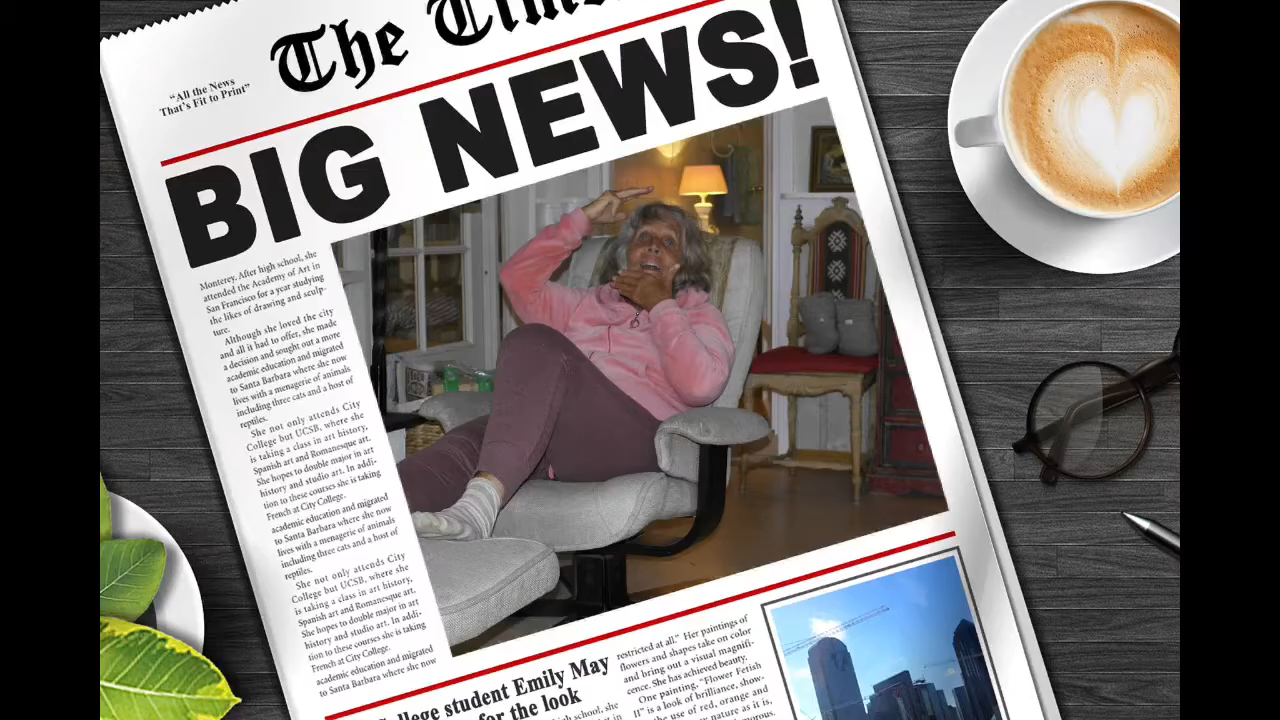 The Times
"All the News
That's Fit to Print"
BIG NEWS!
Monterey. After high school, she
attended the Academy of Art in
San Francisco for a year studying
the likes of drawing and sculp-
ture.
Although she loved the city
and all it had to offer, she made
a decision and sought out a more
academic education and migrated
to Santa Barbara where she now
lives with a menagerie of animals
including three cats and a host of
reptiles.
She not only attends City
College but UCSB, where she
is taking a class in art history,
Spanish art and Romanesque art.
She hopes to double major in art
history and studio art. In addi-
tion to these courses she is taking
French at City College.
academic education and migrated
to Santa Barbara where she now
lives with a menagerie of animals
including three cats and a host of
reptiles.
She not only attends City
College but UCSB, where she
is taking a class in art history,
Spanish art and Romanesque art.
She hopes to double major in art
history and studio art. In addi-
tion to these courses she is taking
French at City College.
academic education and migrated
to Santa Barbara where she now
student Emily May
the look
high school, she
restricted at all." Her paintings of
flowers and shapes take on color
and bring out a visual magnifi-
cence. She has achieved beauty.
One painting, "Flower Fetish
is a look of brilliance, show-
use of red, orange and
nature as it is,